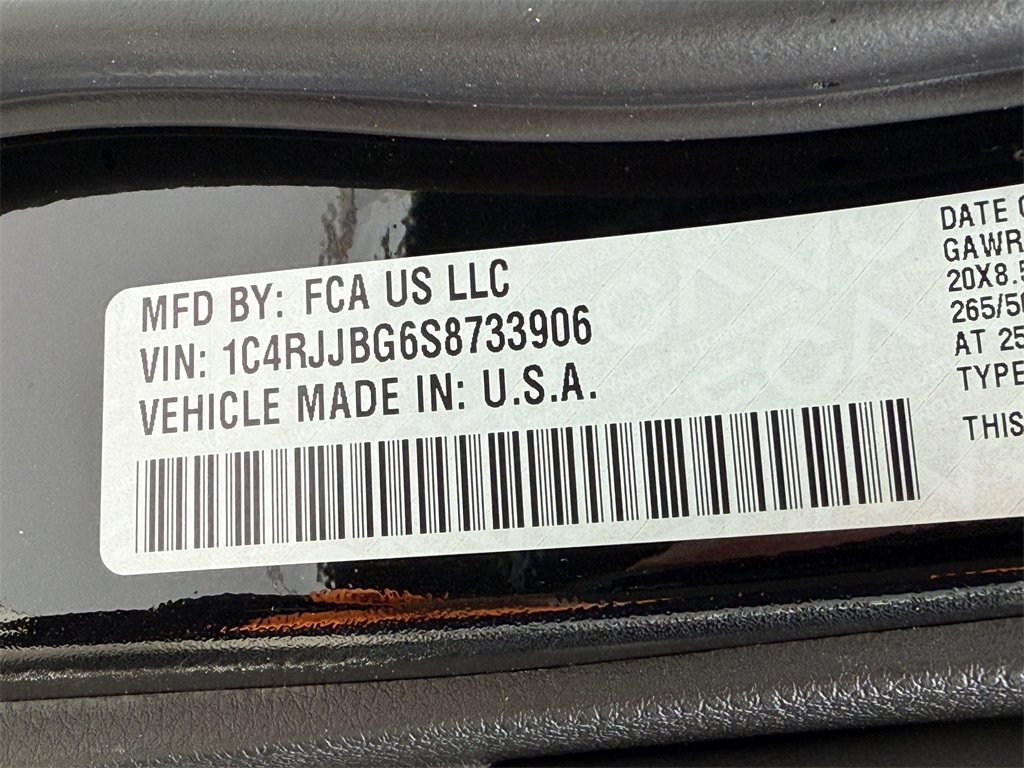 MFD BY: FCA US LLC
VIN: 1C4RJJBG6S8733906
VEHICLE MADE IN: U.S.A.
DATE
GAWR
20X8.5
265/50
AT 25
TYPE
THIS